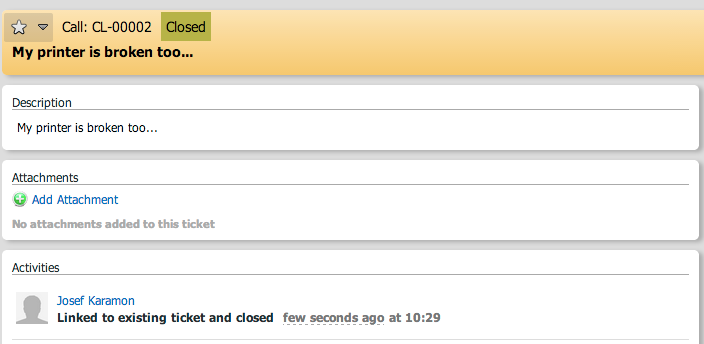 Call: CL-00002 Closed
My printer is broken too...
Description
My printer is broken too...
Attachments
Add Attachment
No attachments added to this ticket
Activities
Josef Karamon
Linked to existing ticket and closed few seconds ago at 10:29